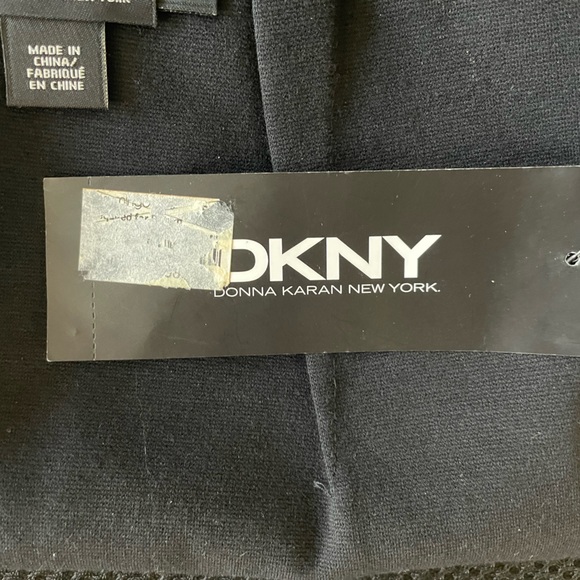 MADE IN
CHINA/
FABRIQUÉ
EN CHINE
DKNY
DONNA KARAN NEW YORK.